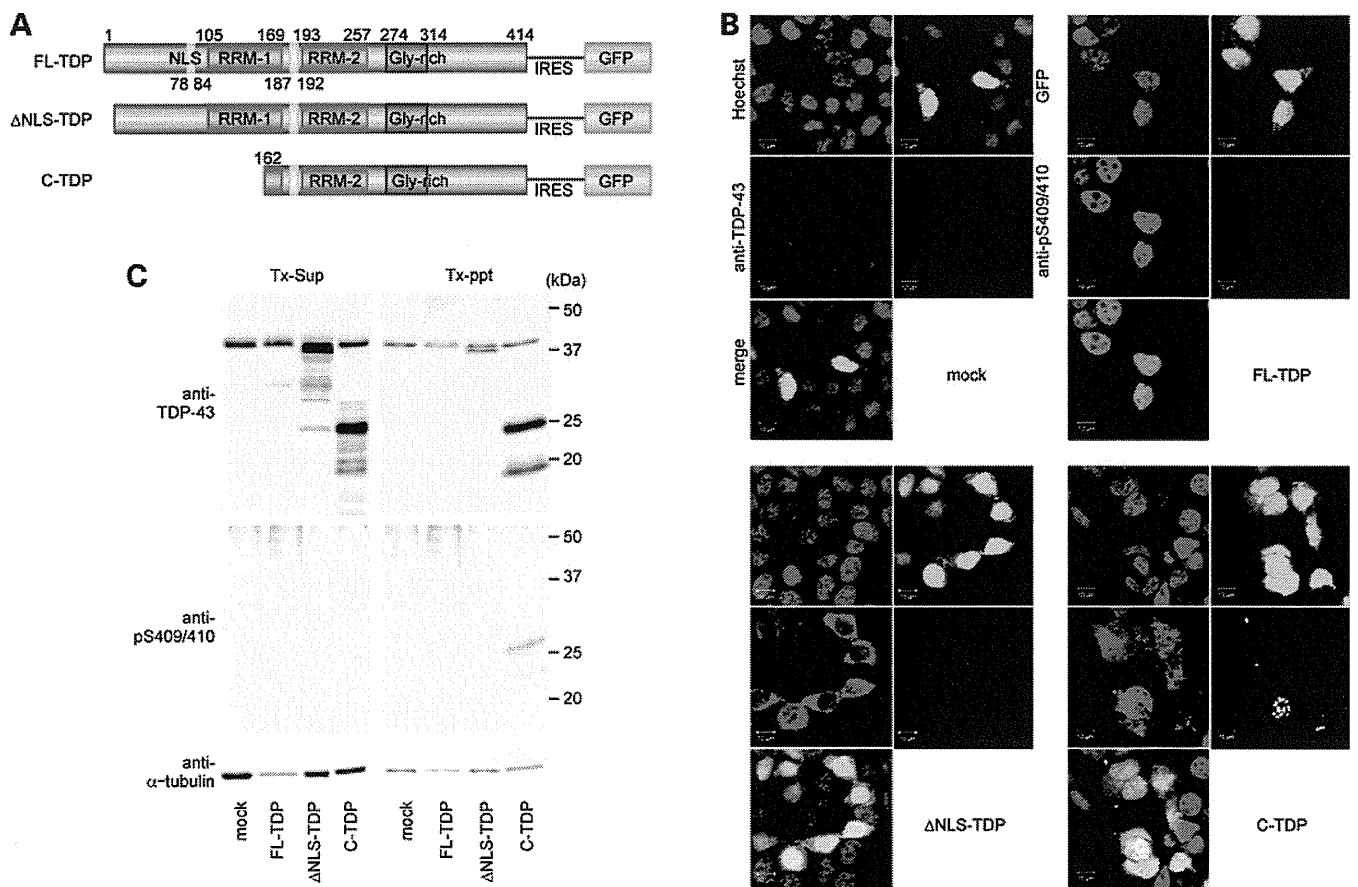 A
1 105 169 193 257 274 314 414
FL-TDP NLS RRM-1 RRM-2 Gly-rich IRES GFP
78 84 187 192
ΔNLS-TDP RRM-1 RRM-2 Gly-rich IRES GFP
162
C-TDP RRM-2 Gly-rich IRES GFP
B
Hoechst
GFP
anti-TDP-43
anti-pS409/410
merge
mock
FL-TDP
ΔNLS-TDP
C-TDP
C
Tx-Sup Tx-ppt (kDa)
50
37
anti-
TDP-43
25
20
50
37
anti-
pS409/410
25
20
anti-
α-tubulin
mock
FL-TDP
ΔNLS-TDP
C-TDP
mock
FL-TDP
ΔNLS-TDP
C-TDP